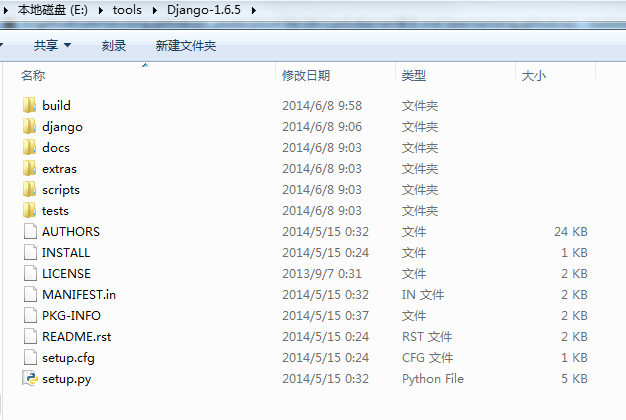 本地磁盘 (E:) tools Django-1.6.5
共享 刻录 新建文件夹
名称 修改日期 类型 大小
build 2014/6/8 9:58 文件夹
django 2014/6/8 9:06 文件夹
docs 2014/6/8 9:03 文件夹
extras 2014/6/8 9:03 文件夹
scripts 2014/6/8 9:03 文件夹
tests 2014/6/8 9:03 文件夹
AUTHORS 2014/5/15 0:32 文件 24 KB
INSTALL 2014/5/15 0:24 文件 1 KB
LICENSE 2013/9/7 0:31 文件 2 KB
MANIFEST.in 2014/5/15 0:32 IN 文件 2 KB
PKG-INFO 2014/5/15 0:37 文件 2 KB
README.rst 2014/5/15 0:24 RST 文件 2 KB
setup.cfg 2014/5/15 0:24 CFG 文件 1 KB
setup.py 2014/5/15 0:32 Python File 5 KB